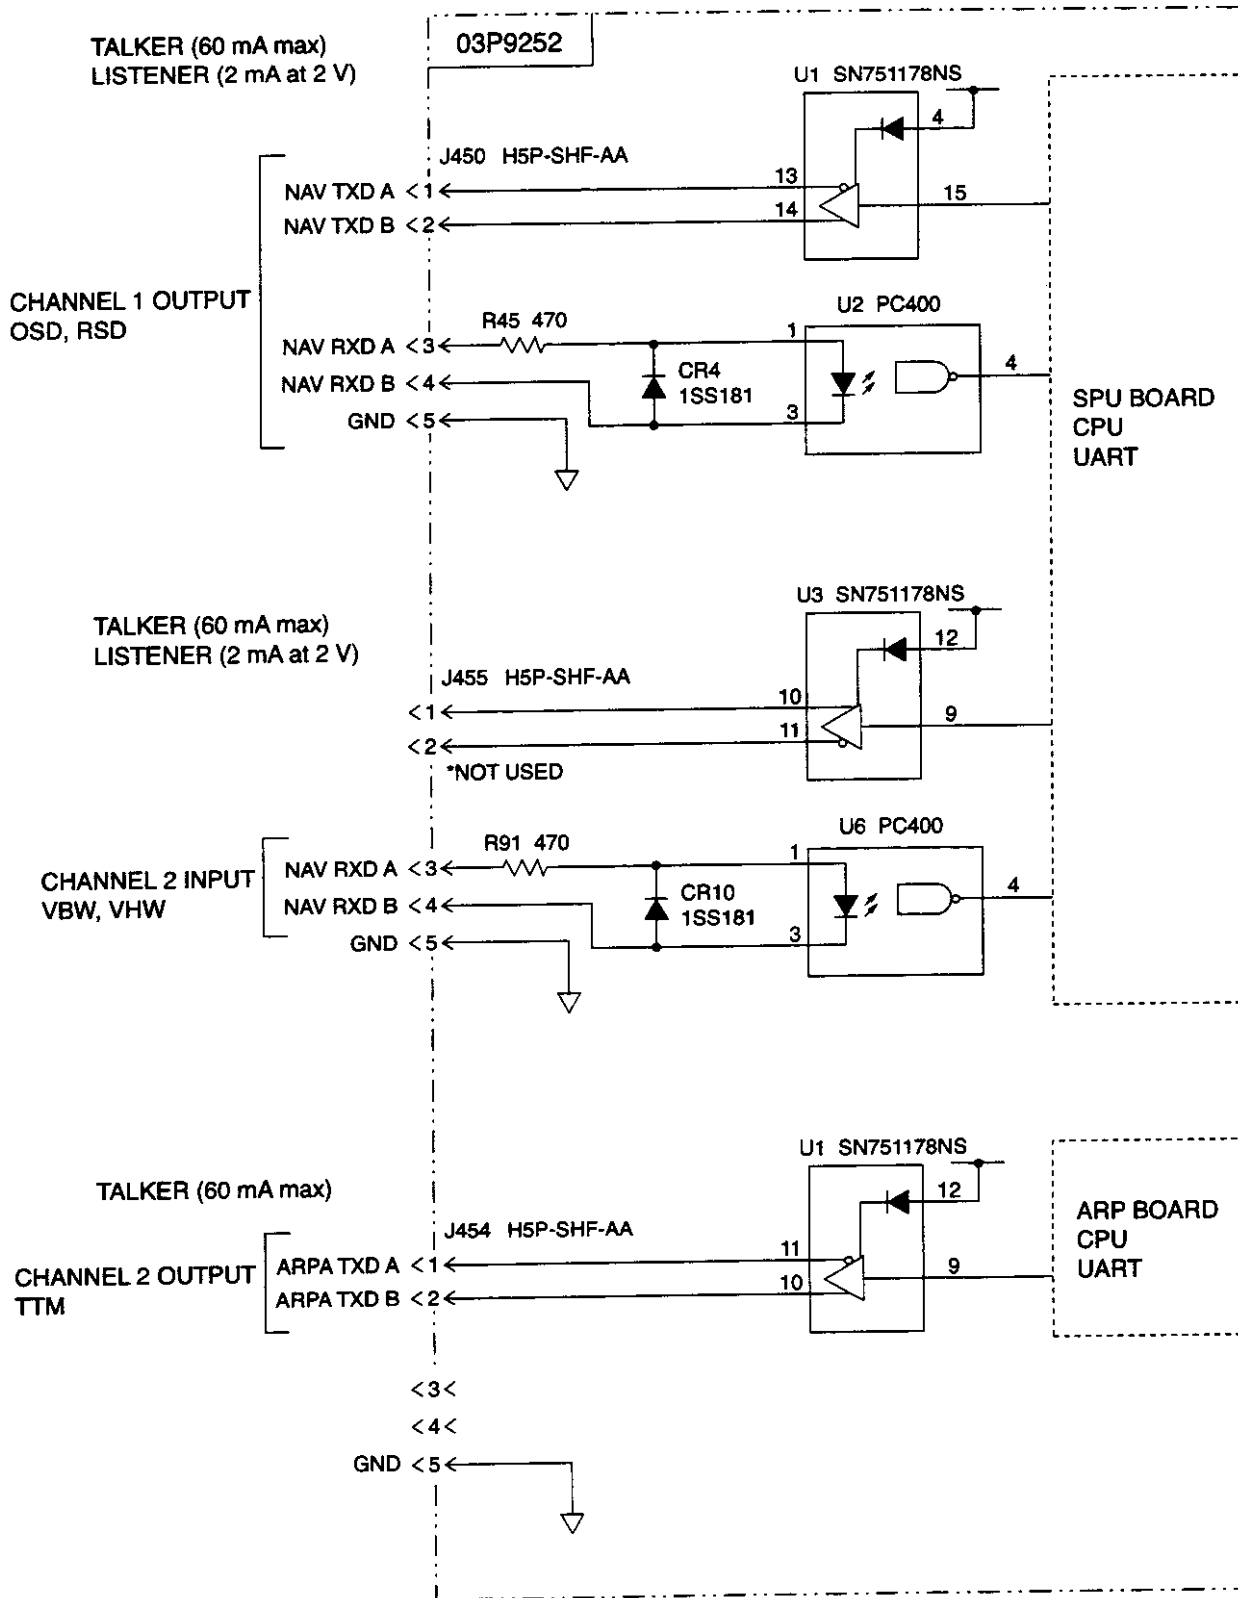 TALKER (60 mA max)
LISTENER (2 mA at 2 V)
03P9252
U1 SN751178NS
4
J450 H5P-SHF-AA
NAV TXD A <1
13
15
NAV TXD B <2
14
CHANNEL 1 OUTPUT
OSD, RSD
R45 470
U2 PC400
NAV RXD A <3
1
4
NAV RXD B <4
CR4
1SS181
GND <5
3
SPU BOARD
CPU
UART
TALKER (60 mA max)
LISTENER (2 mA at 2 V)
U3 SN751178NS
12
J455 H5P-SHF-AA
<1
10
9
<2
11
*NOT USED
R91 470
U6 PC400
CHANNEL 2 INPUT
VBW, VHW
NAV RXD A <3
1
4
NAV RXD B <4
CR10
1SS181
GND <5
3
TALKER (60 mA max)
U1 SN751178NS
12
J454 H5P-SHF-AA
CHANNEL 2 OUTPUT
TTM
ARPA TXD A <1
11
9
ARPA TXD B <2
10
ARP BOARD
CPU
UART
<3<
<4<
GND <5